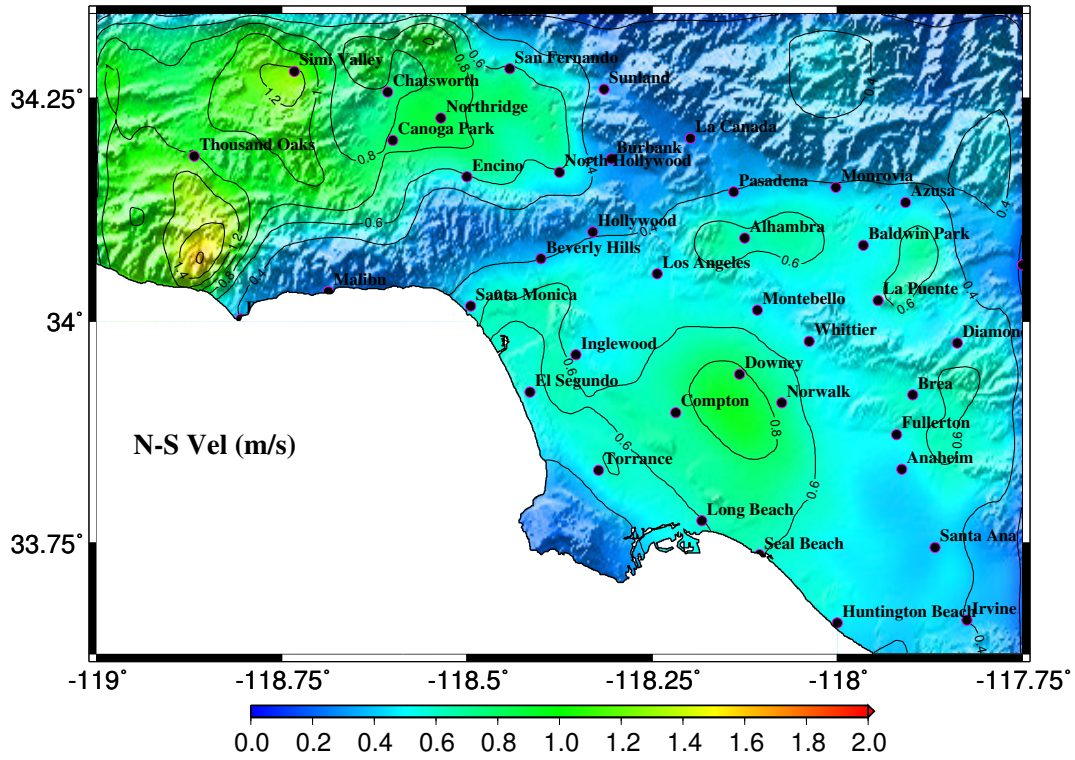 Simi Valley
San Fernando
Chatsworth
Sunland
34.25°
Northridge
Canoga Park
La Canada
Thousand Oaks
Burbank
Encino
North Hollywood
Pasadena
Monrovia
Azusa
Hollywood
Alhambra
Baldwin Park
Beverly Hills
Los Angeles
Malibu
Santa Monica
La Puente
Montebello
34°
Whittier
Diamon
Inglewood
Downey
El Segundo
Norwalk
Brea
Compton
Fullerton
N-S Vel (m/s)
Torrance
Anaheim
Long Beach
33.75°
Seal Beach
Santa Ana
Huntington Beach
Irvine
-119° -118.75° -118.5° -118.25° -118° -117.75°
0.0 0.2 0.4 0.6 0.8 1.0 1.2 1.4 1.6 1.8 2.0